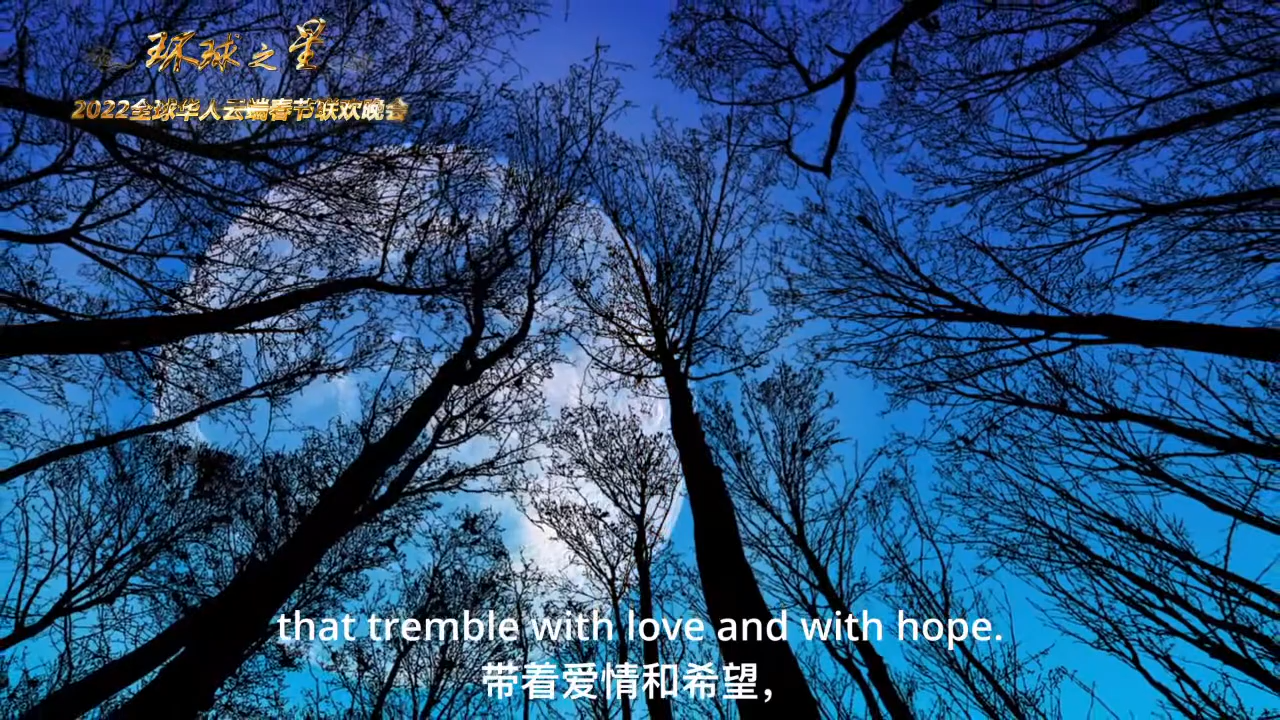 环球之星
2022全球华人云端春节联欢晚会
that tremble with love and with hope.
带着爱情和希望，